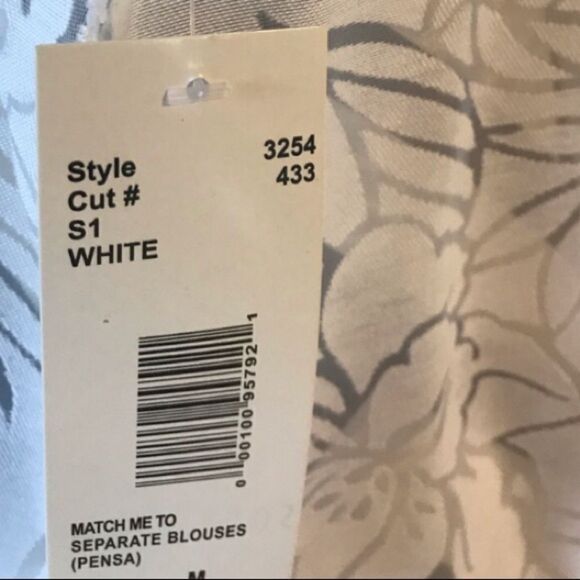 Style 3254
Cut # 433
S1
WHITE
0 00100 95792 1
MATCH ME TO
SEPARATE BLOUSES
(PENSA)
M